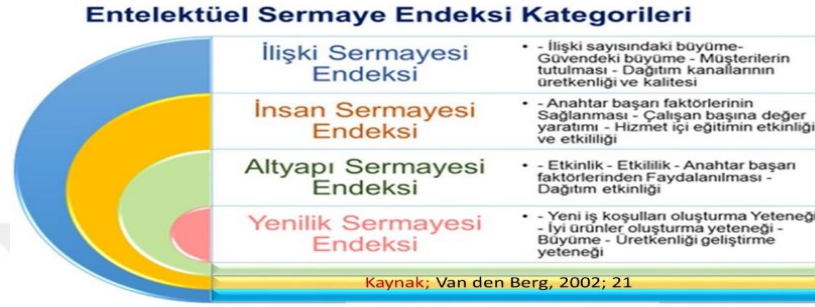 Entelektüel Sermaye Endeksi Kategorileri
İlişki Sermayesi
Endeksi
• - İlişki sayısındaki büyüme-
Güvendeki büyüme - Müşterilerin
tutulması - Dağıtım kanallarının
üretkenliği ve kalitesi
İnsan Sermayesi
Endeksi
• - Anahtar başarı faktörlerinin
Sağlanması - Çalışan başına değer
yaratımı - Hizmet içi eğitimin etkinliği
ve etkililiği
Altyapı Sermayesi
Endeksi
• - Etkinlik - Etkililik - Anahtar başarı
faktörlerinden Faydalanılması -
Dağıtım etkinliği
Yenilik Sermayesi
Endeksi
• - Yeni iş koşulları oluşturma Yeteneği
- İyi ürünler oluşturma yeteneği -
Büyüme - Üretkenliği geliştirme
yeteneği
Kaynak; Van den Berg, 2002; 21